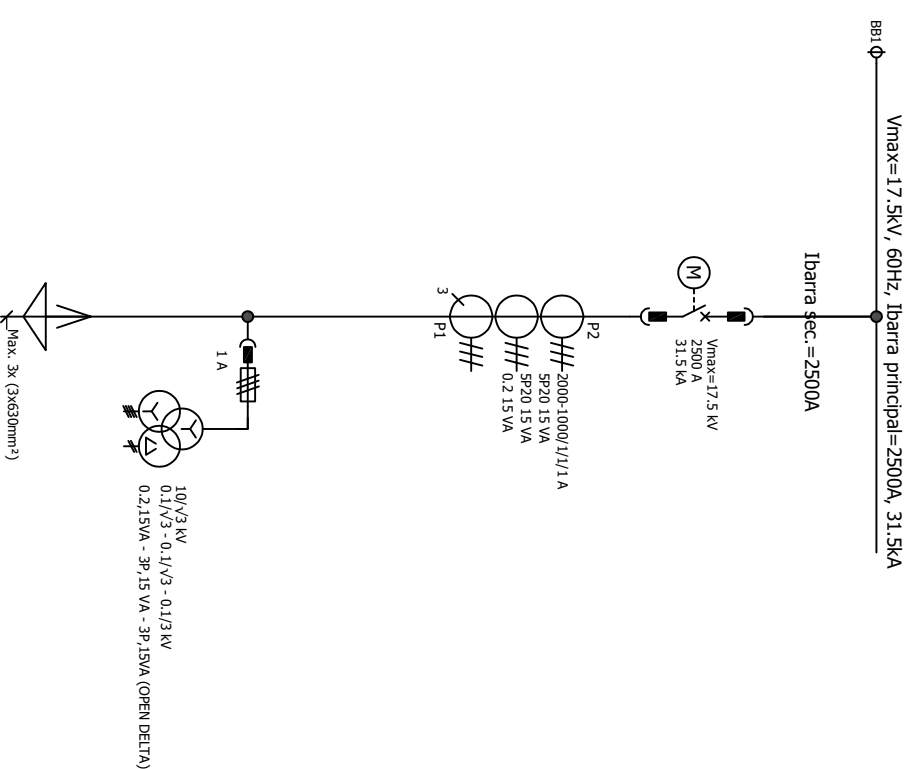 BB1
Vmax=17.5kV, 60Hz, Ibarra principal=2500A, 31.5kA
Ibarra sec.=2500A
M
Vmax=17.5 kV
2500 A
31.5 kA
P2
2000-1000/1/1/1 A
5P20 15 VA
5P20 15 VA
0.2 15 VA
3
P1
1 A
10/√3 kV
0.1/√3 - 0.1/√3 - 0.1/3 kV
0.2,15VA - 3P,15 VA - 3P,15VA (OPEN DELTA)
Max. 3x (3x630mm²)